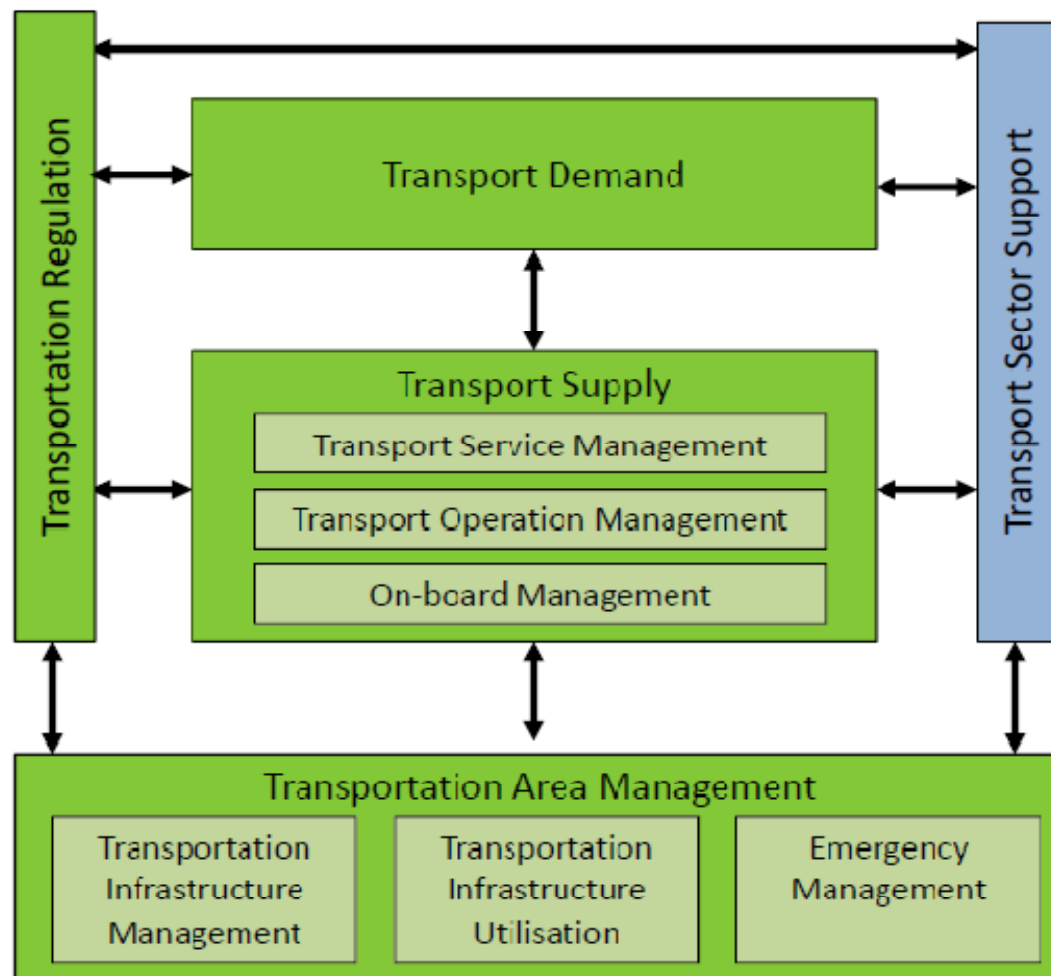 Transportation Regulation
Transport Demand
Transport Sector Support
Transport Supply
Transport Service Management
Transport Operation Management
On-board Management
Transportation Area Management
Transportation
Infrastructure
Management
Transportation
Infrastructure
Utilisation
Emergency
Management